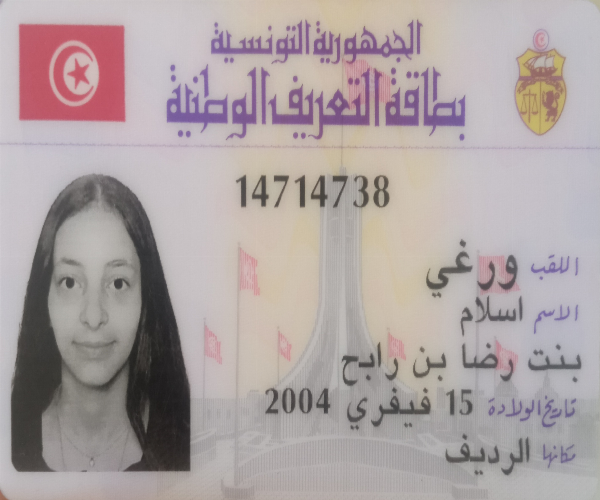 الجمهورية التونسية
بطاقة التعريف الوطنية
14714738
اللقب ورغي
الاسم اسلام
بنت رضا بن رابح
تاريخ الولادة 15 فيفري 2004
مكانها الرديف